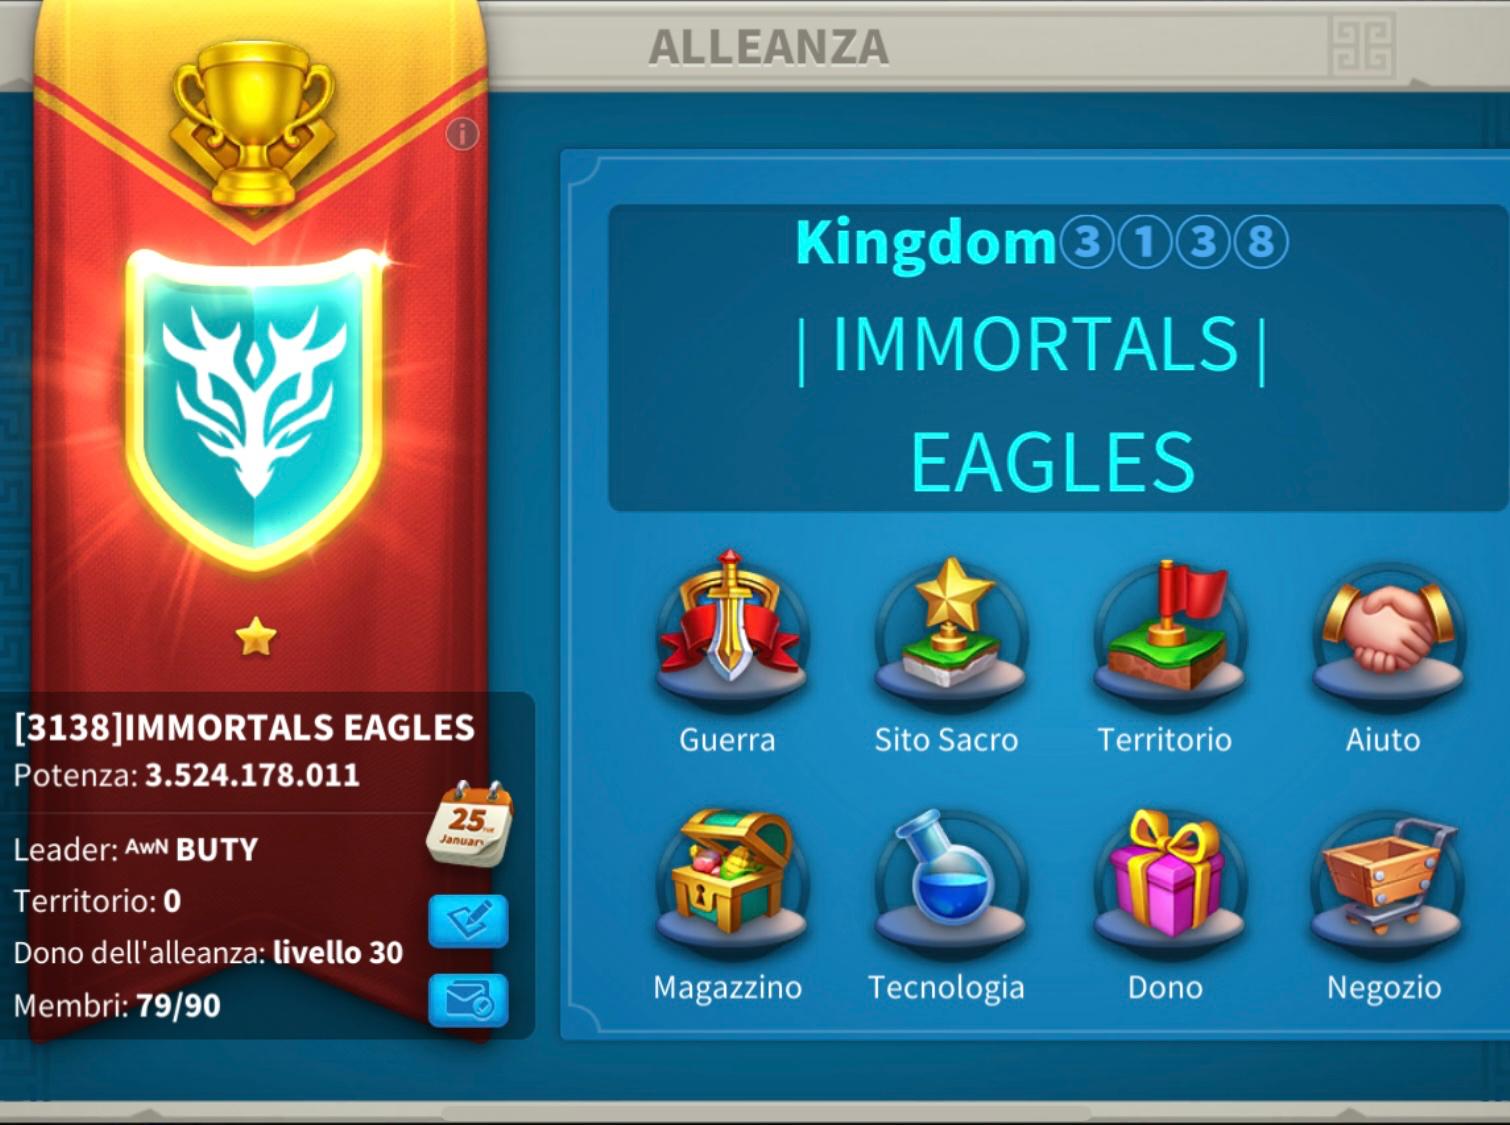 ALLEANZA
Kingdom③①③⑧
| IMMORTALS |
EAGLES
[3138]IMMORTALS EAGLES
Potenza: 3.524.178.011
Leader: ᴬʷᴺ BUTY
Territorio: 0
Dono dell'alleanza: livello 30
Membri: 79/90
25
January
Guerra
Sito Sacro
Territorio
Aiuto
Magazzino
Tecnologia
Dono
Negozio